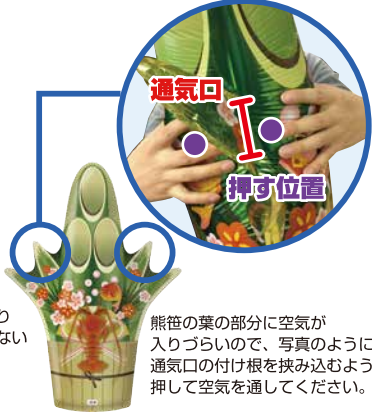 通気口
押す位置
り
ない
熊笹の葉の部分に空気が
入りづらいので、写真のように
通気口の付け根を挟み込むよう
押して空気を通してください。